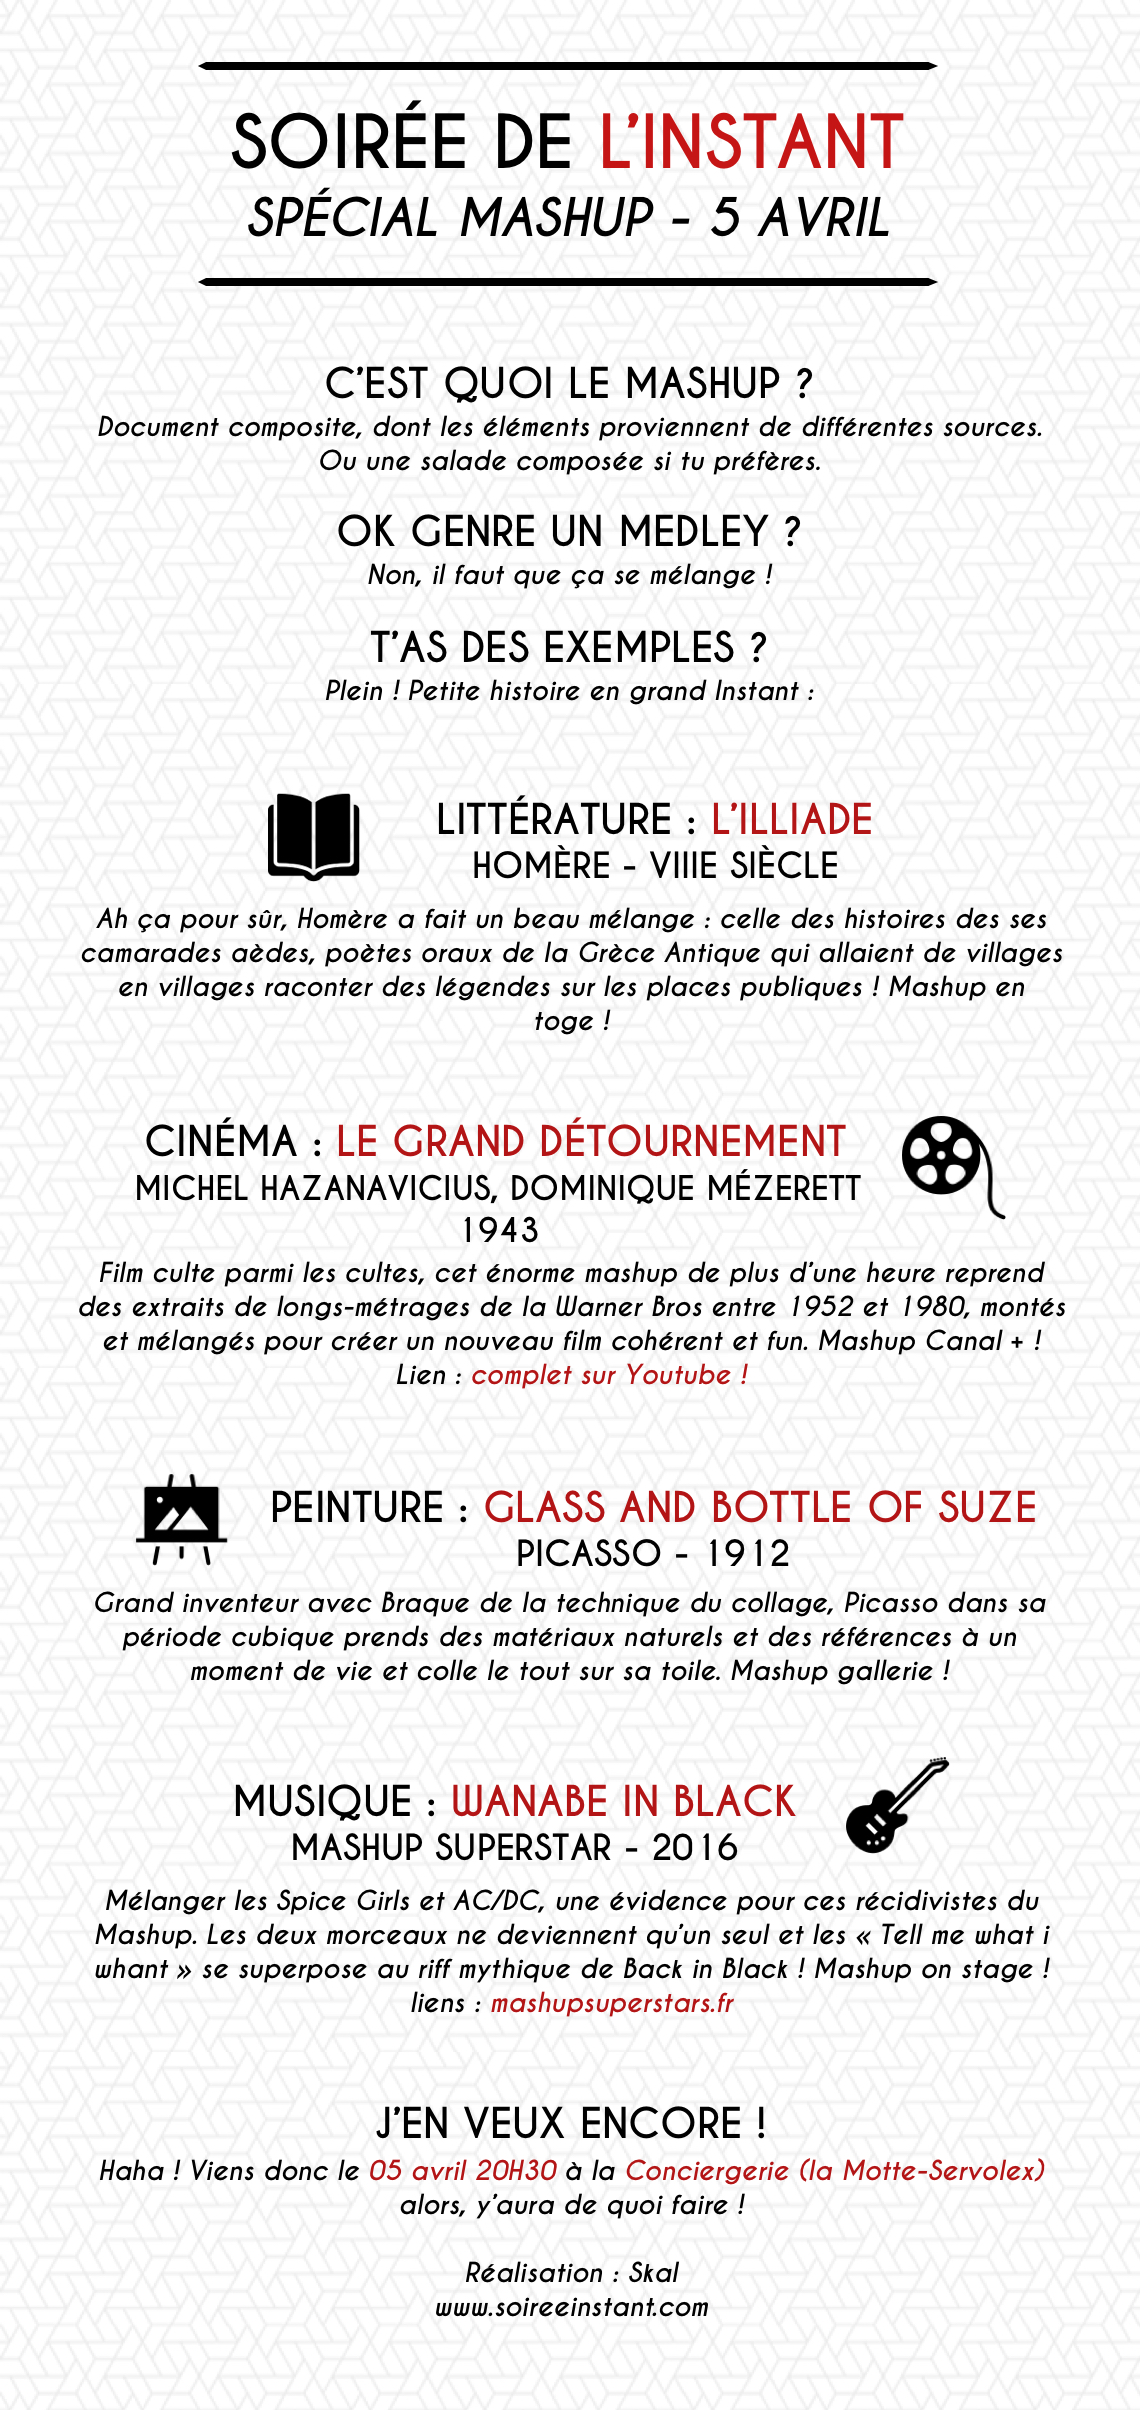 SOIRÉE DE L'INSTANT
SPÉCIAL MASHUP - 5 AVRIL
C'EST QUOI LE MASHUP ?
Document composite, dont les éléments proviennent de différentes sources.
Ou une salade composée si tu préfères.
OK GENRE UN MEDLEY ?
Non, il faut que ça se mélange !
T'AS DES EXEMPLES ?
Plein ! Petite histoire en grand Instant :
LITTÉRATURE : L'ILLIADE
HOMÈRE - VIIIE SIÈCLE
Ah ça pour sûr, Homère a fait un beau mélange : celle des histoires des ses
camarades aèdes, poètes oraux de la Grèce Antique qui allaient de villages
en villages raconter des légendes sur les places publiques ! Mashup en
toge !
CINÉMA : LE GRAND DÉTOURNEMENT
MICHEL HAZANAVICIUS, DOMINIQUE MÉZERETT
1943
Film culte parmi les cultes, cet énorme mashup de plus d'une heure reprend
des extraits de longs-métrages de la Warner Bros entre 1952 et 1980, montés
et mélangés pour créer un nouveau film cohérent et fun. Mashup Canal + !
Lien : complet sur Youtube !
PEINTURE : GLASS AND BOTTLE OF SUZE
PICASSO - 1912
Grand inventeur avec Braque de la technique du collage, Picasso dans sa
période cubique prends des matériaux naturels et des références à un
moment de vie et colle le tout sur sa toile. Mashup gallerie !
MUSIQUE : WANABE IN BLACK
MASHUP SUPERSTAR - 2016
Mélanger les Spice Girls et AC/DC, une évidence pour ces récidivistes du
Mashup. Les deux morceaux ne deviennent qu'un seul et les « Tell me what i
whant » se superpose au riff mythique de Back in Black ! Mashup on stage !
liens : mashupsuperstars.fr
J'EN VEUX ENCORE !
Haha ! Viens donc le 05 avril 20H30 à la Conciergerie (la Motte-Servolex)
alors, y'aura de quoi faire !
Réalisation : Skal
www.soireeinstant.com